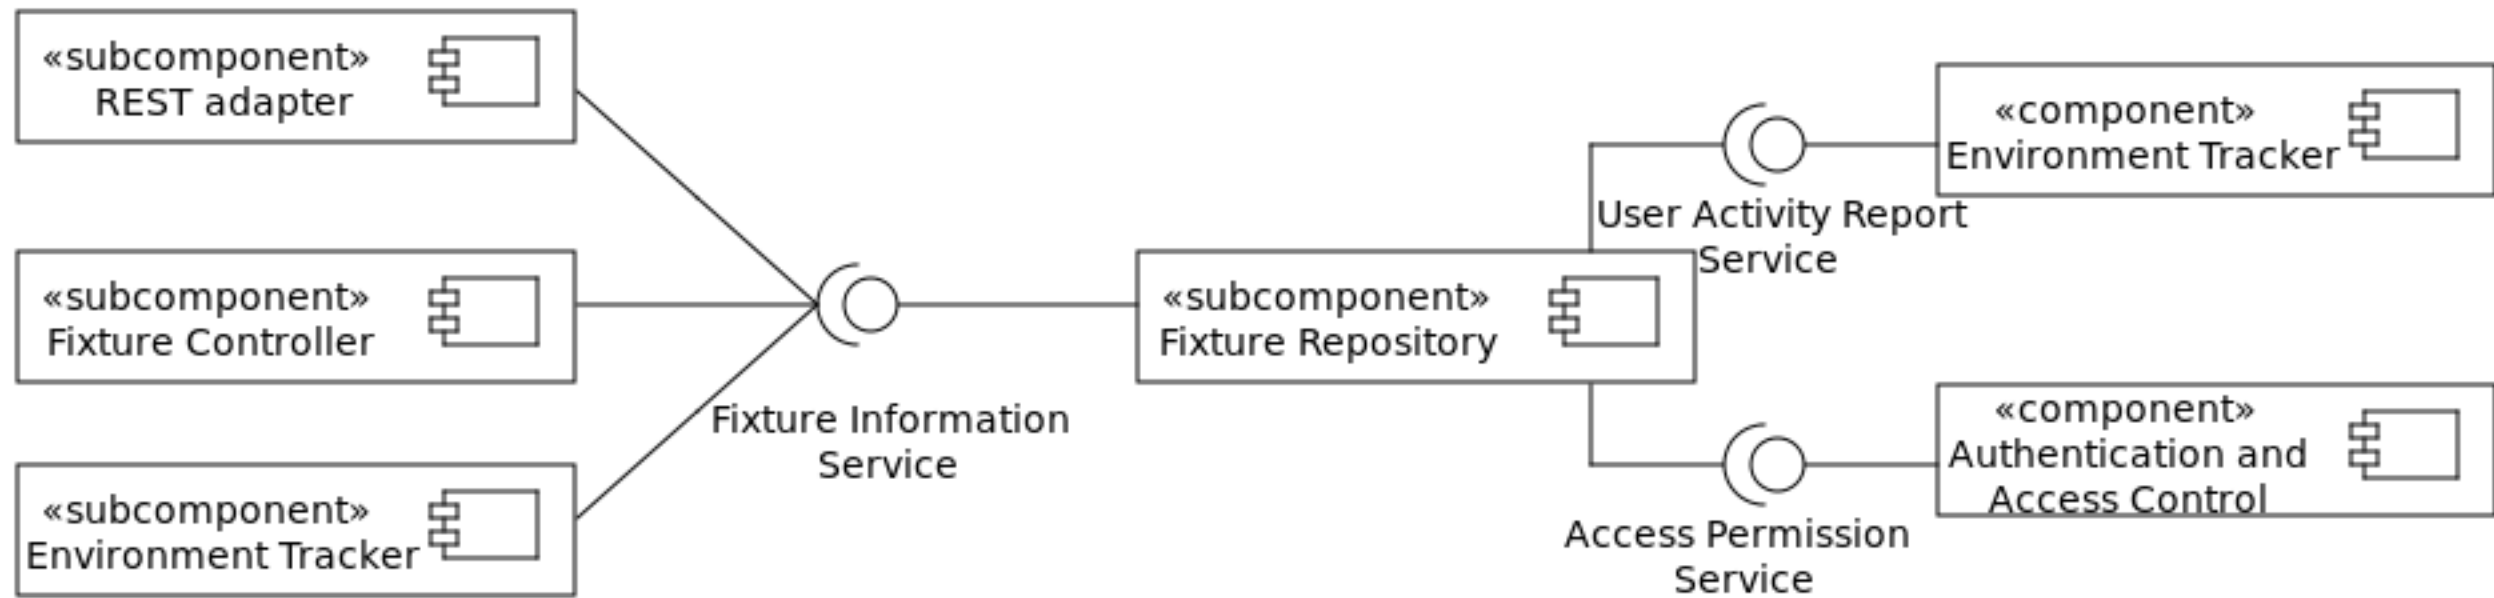 «subcomponent»
REST adapter
«subcomponent»
Fixture Controller
«subcomponent»
Environment Tracker
Fixture Information
Service
«subcomponent»
Fixture Repository
User Activity Report
Service
«component»
Environment Tracker
Access Permission
Service
«component»
Authentication and
Access Control